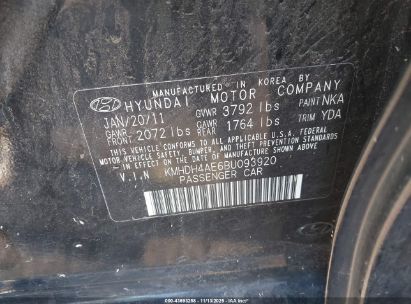 MANUFACTURED IN KOREA BY
HYUNDAI MOTOR COMPANY
JAN/20/11 GVWR 3792 lbs PAINT NKA
GAWR FRONT 2072 lbs GAWR REAR 1764 lbs TRIM YDA
THIS VEHICLE CONFORMS TO ALL APPLICABLE U.S.A. FEDERAL
MOTOR VEHICLE SAFETY, BUMPER, AND THEFT PREVENTION
STANDARDS IN EFFECT ON THE DATE OF MANUFACTURE SHOWN ABOVE.
V.I.N KMHDH4AE6BU093920
PASSENGER CAR